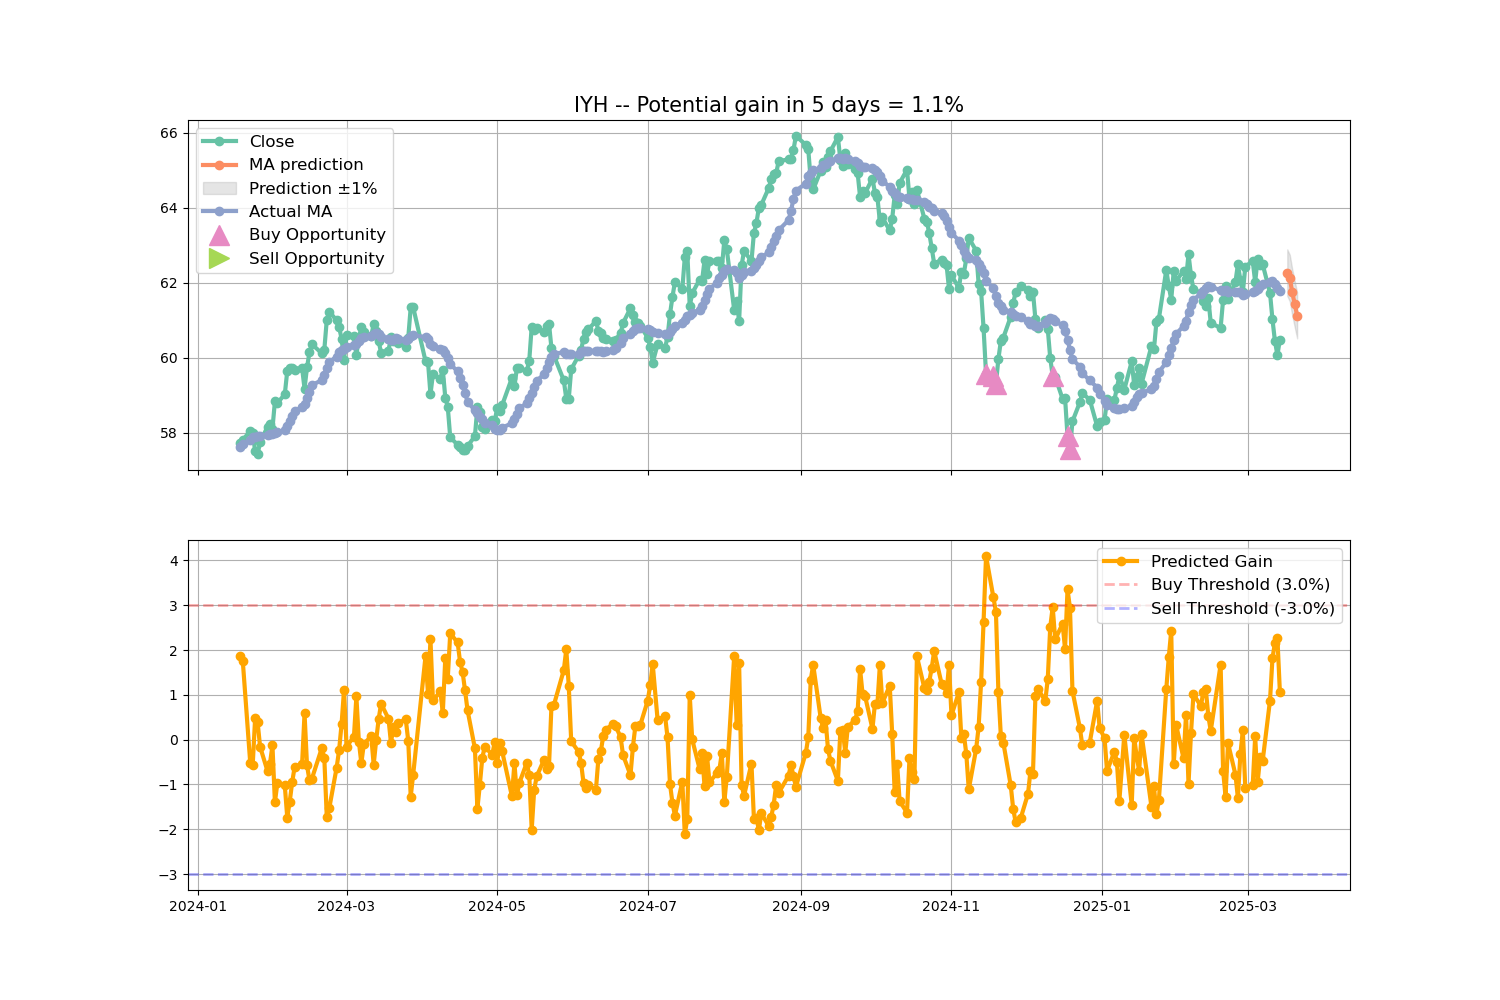 IYH -- Potential gain in 5 days = 1.1%
66
64
62
60
58
Close
MA prediction
Prediction ±1%
Actual MA
Buy Opportunity
Sell Opportunity
4
3
2
1
0
−1
−2
−3
Predicted Gain
Buy Threshold (3.0%)
Sell Threshold (-3.0%)
2024-01
2024-03
2024-05
2024-07
2024-09
2024-11
2025-01
2025-03